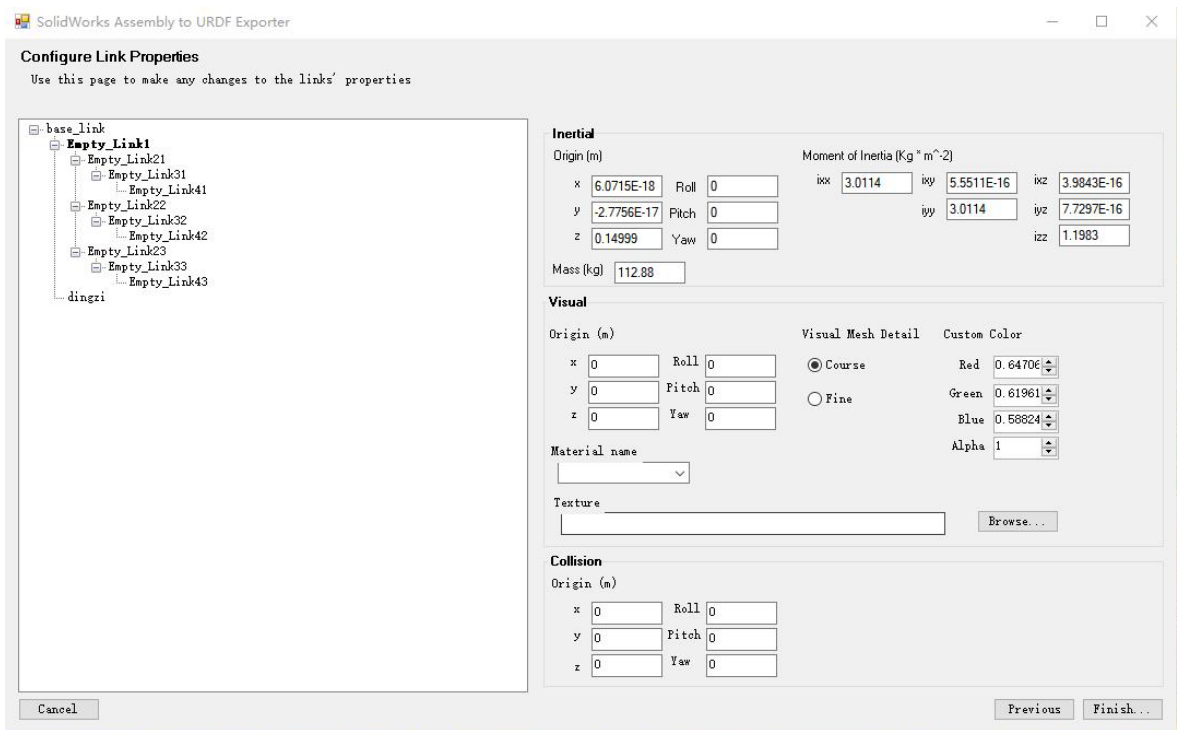 SolidWorks Assembly to URDF Exporter
Configure Link Properties
Use this page to make any changes to the links' properties
base_link
Empty_Link1
Empty_Link21
Empty_Link31
Empty_Link41
Empty_Link22
Empty_Link32
Empty_Link42
Empty_Link23
Empty_Link33
Empty_Link43
dingzi
Inertial
Origin (m) Moment of Inertia (Kg * m^-2)
x 6.0715E-18 Roll 0 ixx 3.0114 ixy 5.5511E-16 ixz 3.9843E-16
y -2.7756E-17 Pitch 0 iyy 3.0114 iyz 7.7297E-16
z 0.14999 Yaw 0 izz 1.1983
Mass (kg) 112.88
Visual
Origin (m) Visual Mesh Detail Custom Color
x 0 Roll 0 Course Red 0.64706
y 0 Pitch 0 Fine Green 0.61961
z 0 Yaw 0 Blue 0.58824
Alpha 1
Material name
Texture
Browse...
Collision
Origin (m)
x 0 Roll 0
y 0 Pitch 0
z 0 Yaw 0
Cancel Previous Finish...